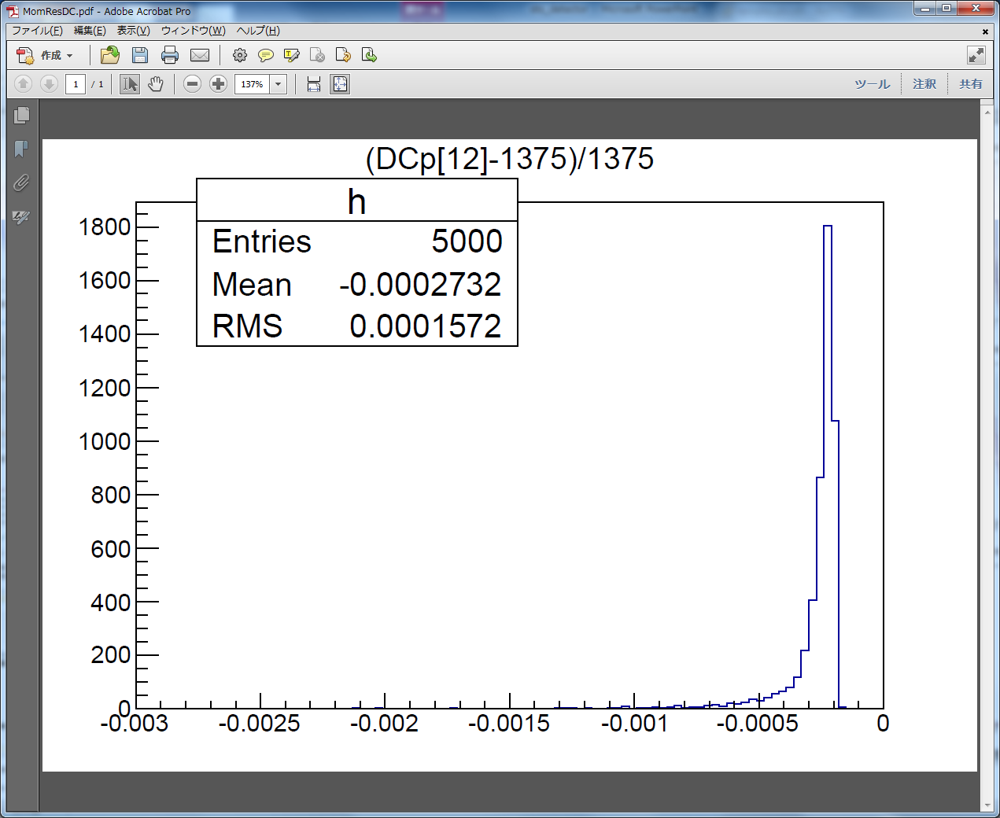 MomResDC.pdf - Adobe Acrobat Pro
ファイル(F) 編集(E) 表示(V) ウィンドウ(W) ヘルプ(H)
作成
1 / 1 137% ツール 注釈 共有
(DCp[12]-1375)/1375
h
Entries 5000
Mean -0.0002732
RMS 0.0001572
1800
1600
1400
1200
1000
800
600
400
200
0
-0.003 -0.0025 -0.002 -0.0015 -0.001 -0.0005 0